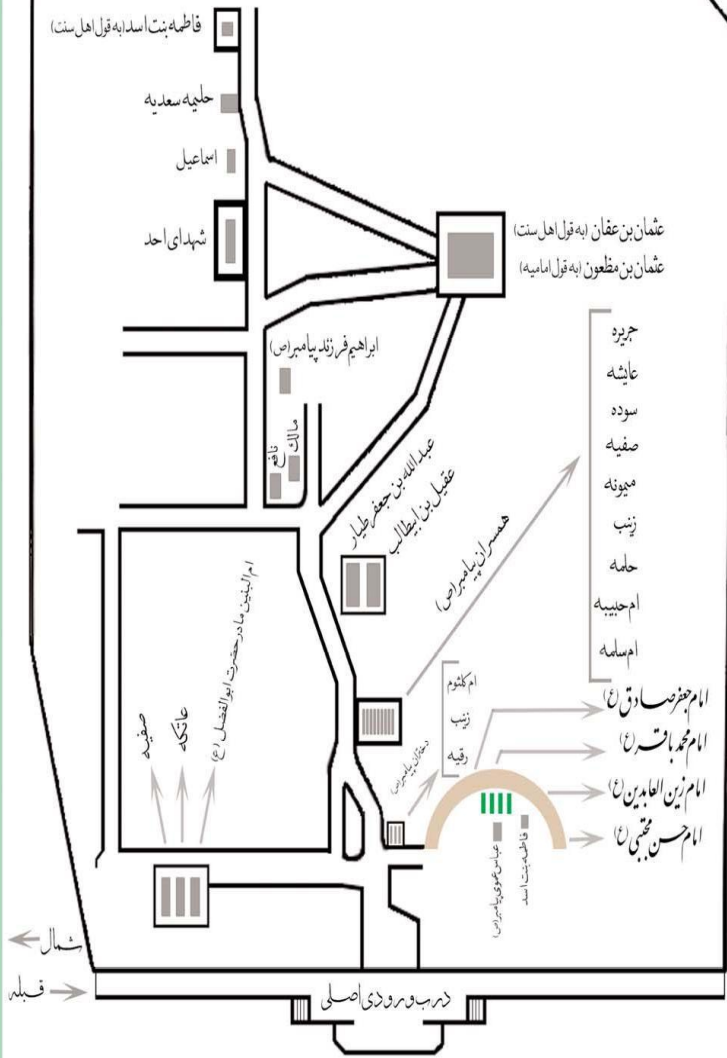 فاطمه بنت اسد (به قول اهل سنت)
حلیمه سعدیه
اسماعیل
شهدای احد
عثمان بن عفان (به قول اهل سنت)
عثمان بن مظعون (به قول امامیه)
ابراهیم فرزند پیامبر (ص)
مالک
نافع
جریره
عایشه
سوده
صفیه
میمونه
زینب
حامه
ام حبیبه
ام سامه
عبدالله بن جعفر طیار
عقیل بن ابیطالب
همسران پیامبر (ص)
ام البنین مادر حضرت ابوالفضل (ع)
عاتکه
صفیه
ام کلثوم
زینب
رقیه
دختران پیامبر (ص)
امام جعفر صادق (ع)
امام محمد باقر (ع)
امام زین العابدین (ع)
امام حسن مجتبی (ع)
فاطمه بنت اسد
عباس عموی پیامبر (ص)
شمال
قبله
درب ورودی اصلی